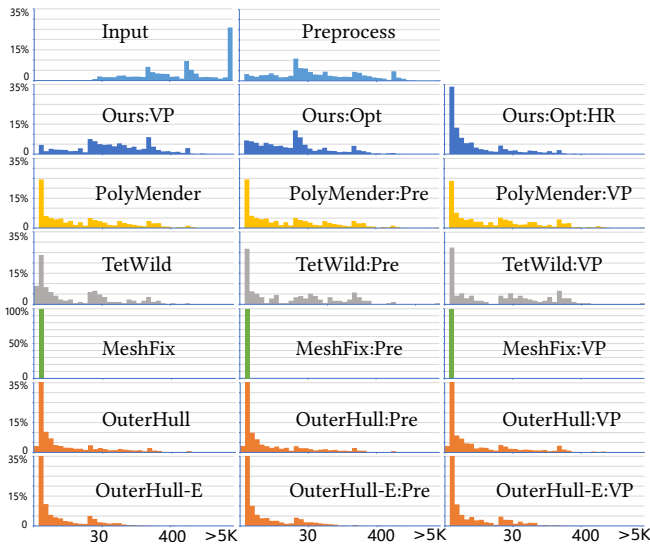 35%
Input
Preprocess
15%
0
35%
Ours:VP
Ours:Opt
Ours:Opt:HR
15%
0
35%
PolyMender
PolyMender:Pre
PolyMender:VP
15%
0
35%
TetWild
TetWild:Pre
TetWild:VP
15%
0
100%
MeshFix
MeshFix:Pre
MeshFix:VP
50%
0
35%
OuterHull
OuterHull:Pre
OuterHull:VP
15%
0
35%
OuterHull-E
OuterHull-E:Pre
OuterHull-E:VP
15%
0
30 400 >5K 30 400 >5K 30 400 >5K